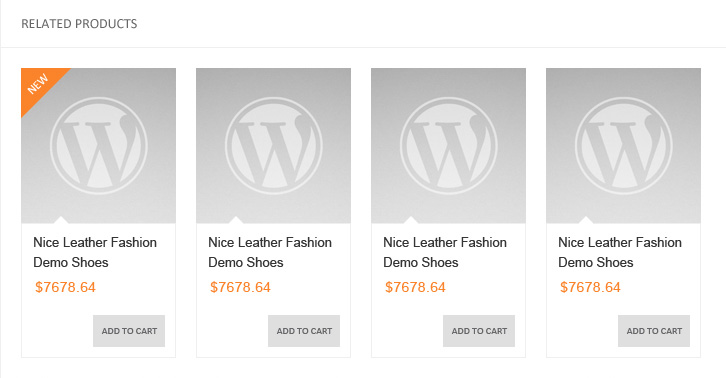 RELATED PRODUCTS
NEW
Nice Leather Fashion
Demo Shoes
$7678.64
ADD TO CART
Nice Leather Fashion
Demo Shoes
$7678.64
ADD TO CART
Nice Leather Fashion
Demo Shoes
$7678.64
ADD TO CART
Nice Leather Fashion
Demo Shoes
$7678.64
ADD TO CART